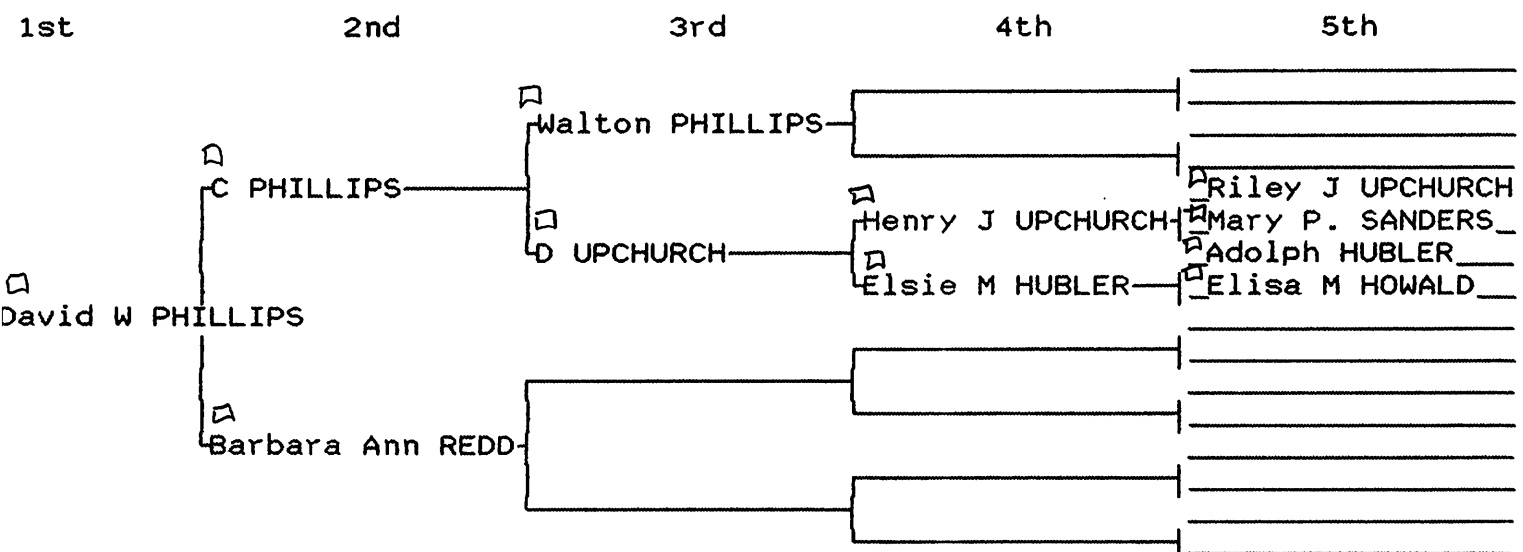 1st 2nd 3rd 4th 5th
Walton PHILLIPS
C PHILLIPS
Riley J UPCHURCH
Henry J UPCHURCH
Mary P. SANDERS
D UPCHURCH
Adolph HUBLER
Elsie M HUBLER
Elisa M HOWALD
David W PHILLIPS
Barbara Ann REDD